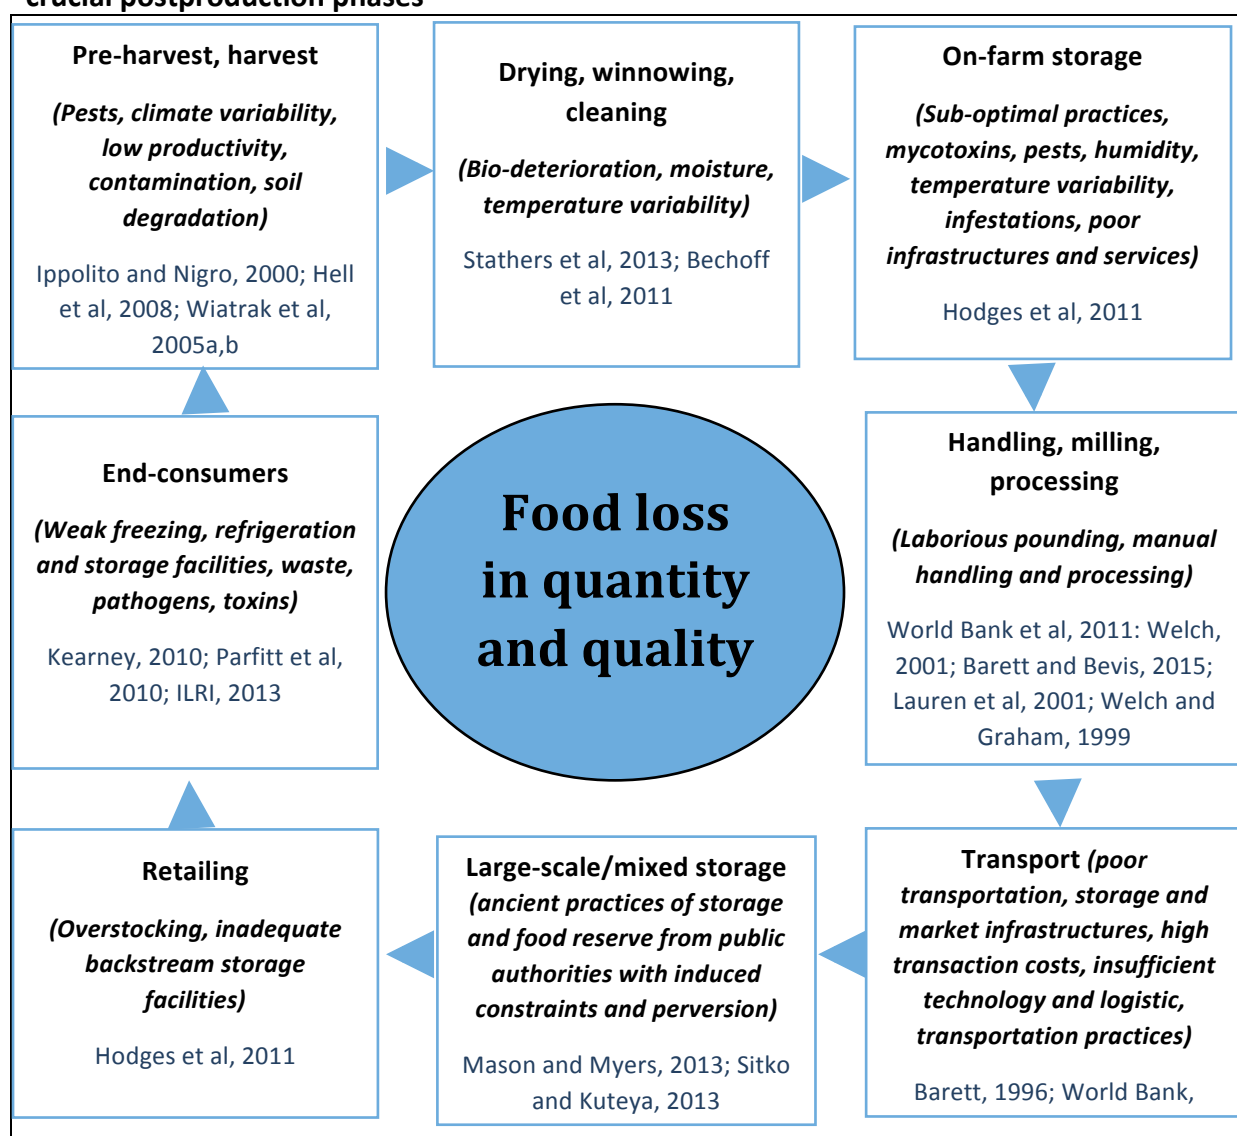 crucial postproduction phases
Pre-harvest, harvest
(Pests, climate variability,
low productivity,
contamination, soil
degradation)
Ippolito and Nigro, 2000; Hell
et al, 2008; Wiatrak et al,
2005a,b
Drying, winnowing,
cleaning
(Bio-deterioration, moisture,
temperature variability)
Stathers et al, 2013; Bechoff
et al, 2011
On-farm storage
(Sub-optimal practices,
mycotoxins, pests, humidity,
temperature variability,
infestations, poor
infrastructures and services)
Hodges et al, 2011
Handling, milling,
processing
(Laborious pounding, manual
handling and processing)
World Bank et al, 2011: Welch,
2001; Barett and Bevis, 2015;
Lauren et al, 2001; Welch and
Graham, 1999
Transport (poor
transportation, storage and
market infrastructures, high
transaction costs, insufficient
technology and logistic,
transportation practices)
Barett, 1996; World Bank,
Large-scale/mixed storage
(ancient practices of storage
and food reserve from public
authorities with induced
constraints and perversion)
Mason and Myers, 2013; Sitko
and Kuteya, 2013
Retailing
(Overstocking, inadequate
backstream storage
facilities)
Hodges et al, 2011
End-consumers
(Weak freezing, refrigeration
and storage facilities, waste,
pathogens, toxins)
Kearney, 2010; Parfitt et al,
2010; ILRI, 2013
Food loss
in quantity
and quality